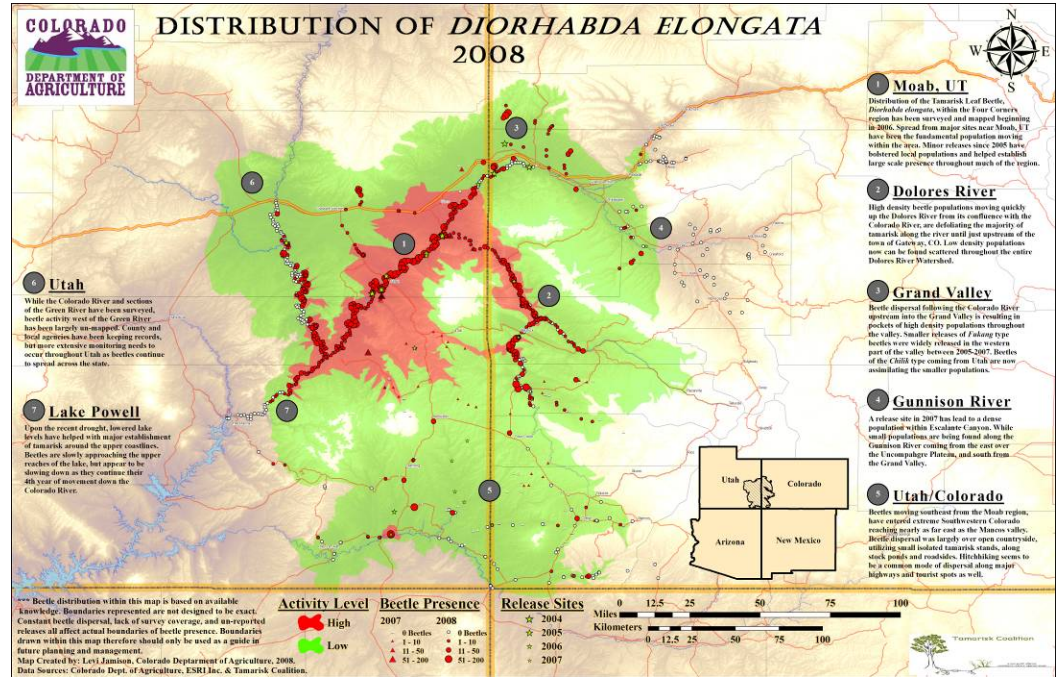 COLORADO
DEPARTMENT OF
AGRICULTURE
DISTRIBUTION OF DIORHABDA ELONGATA
2008
N
W
E
S
1 Moab, UT
Distribution of the Tamarisk Leaf Beetle,
Diorhabda elongata, within the Four Corners
region has been surveyed and mapped beginning
in 2006. Spread from major sites near Moab, UT
have been the fundamental population moving
within the area. Minor releases since 2005 have
bolstered local populations and helped establish
large scale presence throughout much of the region.
2 Dolores River
High density beetle populations moving quickly
up the Dolores River from its confluence with the
Colorado River, are defoliating the majority of
tamarisk along the river until just upstream of the
town of Gateway, CO. Low density populations
now can be found scattered throughout the entire
Dolores River Watershed.
3 Grand Valley
Beetle dispersal following the Colorado River
upstream into the Grand Valley is resulting in
pockets of high density populations throughout
the valley. Smaller releases of Fukang type
beetles were widely released in the western
part of the valley between 2005-2007. Beetles
of the Chilik type coming from Utah are now
assimilating the smaller populations.
4 Gunnison River
A release site in 2007 has lead to a dense
population within Escalante Canyon. While
small populations are being found along the
Gunnison River coming from the east over
the Uncompahgre Plateau, and south from
the Grand Valley.
5 Utah/Colorado
Beetles moving southeast from the Moab region,
have entered extreme Southwestern Colorado
reaching nearly as far east as the Mancos valley.
Beetle dispersal was largely over open countryside,
utilizing small isolated tamarisk stands, along
stock ponds and roadsides. Hitchhiking seems to
be a common mode of dispersal along major
highways and tourist spots as well.
6 Utah
While the Colorado River and sections
of the Green River have been surveyed,
beetle activity west of the Green River
has been largely un-mapped. County and
local agencies have been keeping records,
but more extensive monitoring needs to
occur throughout Utah as beetles continue
to spread across the state.
7 Lake Powell
Upon the recent drought, lowered lake
levels have helped with major establishment
of tamarisk around the upper coastlines.
Beetles are slowly approaching the upper
reaches of the lake, but appear to be
slowing down as they continue their
4th year of movement down the
Colorado River.
3
6
4
1
2
7
5
Utah
Colorado
Arizona
New Mexico
*** Beetle distribution within this map is based on available
knowledge. Boundaries represented are not designed to be exact.
Constant beetle dispersal, lack of survey coverage, and un-reported
releases all affect actual boundaries of beetle presence. Boundaries
drawn within this map therefore should only be used as a guide in
future planning and management.
Map Created by: Levi Jamison, Colorado Deptarment of Agriculture, 2008.
Data Sources: Colorado Dept. of Agriculture, ESRI Inc. & Tamarisk Coalition.
Activity Level
High
Low
Beetle Presence
2007 2008
0 Beetles 0 Beetles
1 - 10 1 - 10
11 - 50 11 - 50
51 - 200 51 - 200
Release Sites
2004
2005
2006
2007
Miles 0 12.5 25 50 75 100
Kilometers 0 12.5 25 50 75 100
Tamarisk Coalition